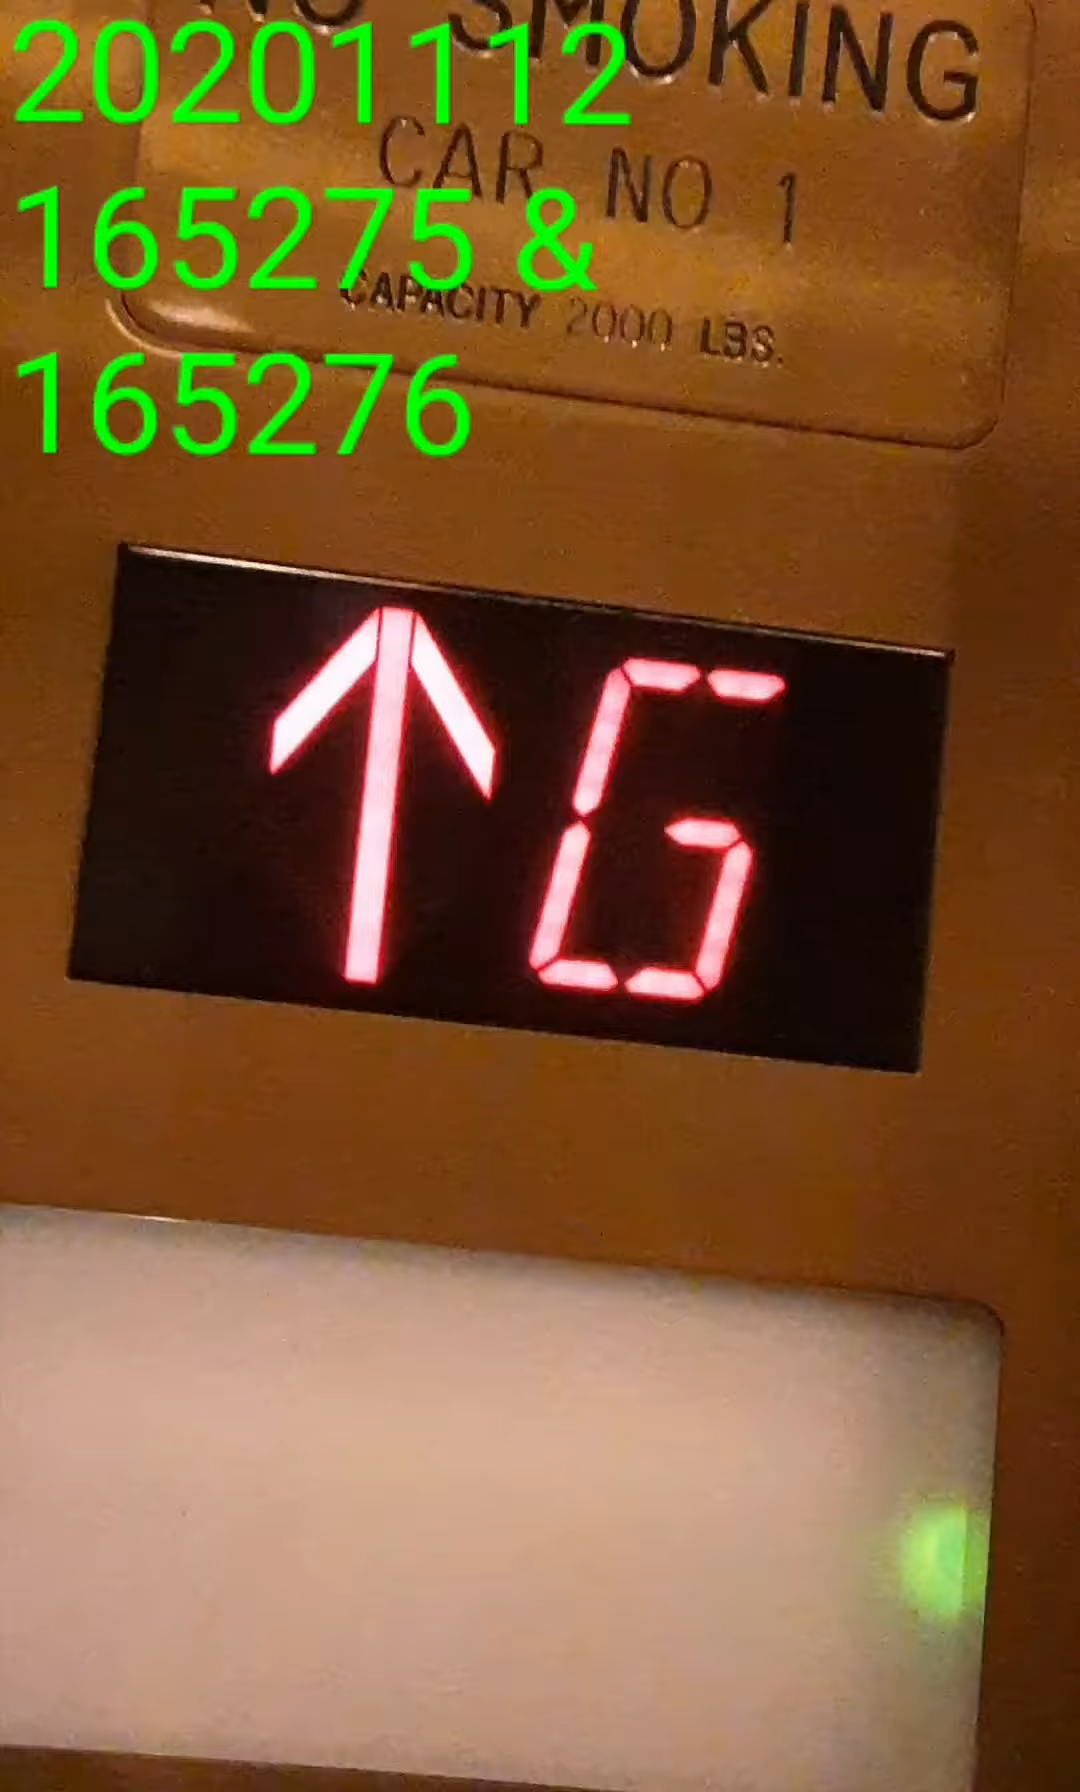 20201112
165275 &
165276
NO SMOKING
CAR NO 1
CAPACITY 2000 LBS.
↑G